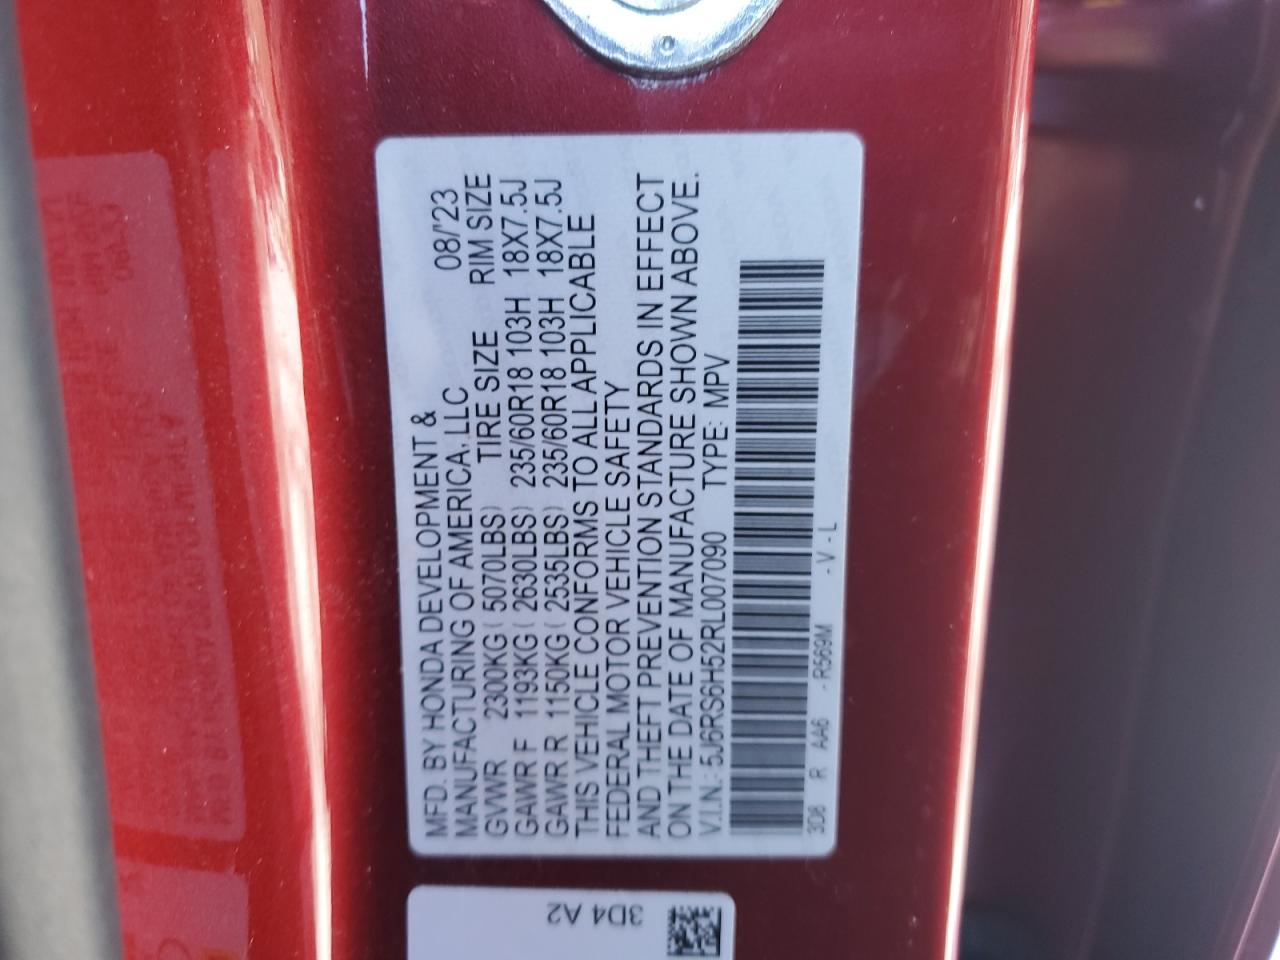 MFD. BY HONDA DEVELOPMENT &
MANUFACTURING OF AMERICA, LLC 08/'23
GVWR 2300KG ( 5070LBS) TIRE SIZE RIM SIZE
GAWR F 1193KG ( 2630LBS) 235/60R18 103H 18X7.5J
GAWR R 1150KG ( 2535LBS) 235/60R18 103H 18X7.5J
THIS VEHICLE CONFORMS TO ALL APPLICABLE
FEDERAL MOTOR VEHICLE SAFETY
AND THEFT PREVENTION STANDARDS IN EFFECT
ON THE DATE OF MANUFACTURE SHOWN ABOVE.
V.I.N.: 5J6RS6H52RL007090 TYPE: MPV
3D8 R AA6 - R569M - V - L
3D4 A2